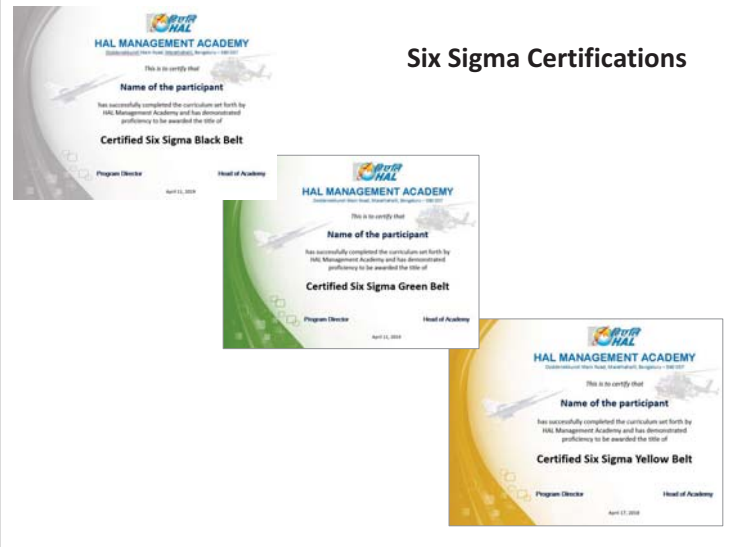 Six Sigma Certifications
हिएएल
HAL
HAL MANAGEMENT ACADEMY
This is to certify that
Name of the participant
has successfully completed the curriculum set forth by
HAL Management Academy and has demonstrated
proficiency to be awarded the title of
Certified Six Sigma Black Belt
Program Director Head of Academy
April 11, 2019
HAL
HAL MANAGEMENT ACADEMY
This is to certify that
Name of the participant
has successfully completed the curriculum set forth by
HAL Management Academy and has demonstrated
proficiency to be awarded the title of
Certified Six Sigma Green Belt
Program Director Head of Academy
April 11, 2019
HAL
HAL MANAGEMENT ACADEMY
This is to certify that
Name of the participant
has successfully completed the curriculum set forth by
HAL Management Academy and has demonstrated
proficiency to be awarded the title of
Certified Six Sigma Yellow Belt
Program Director Head of Academy